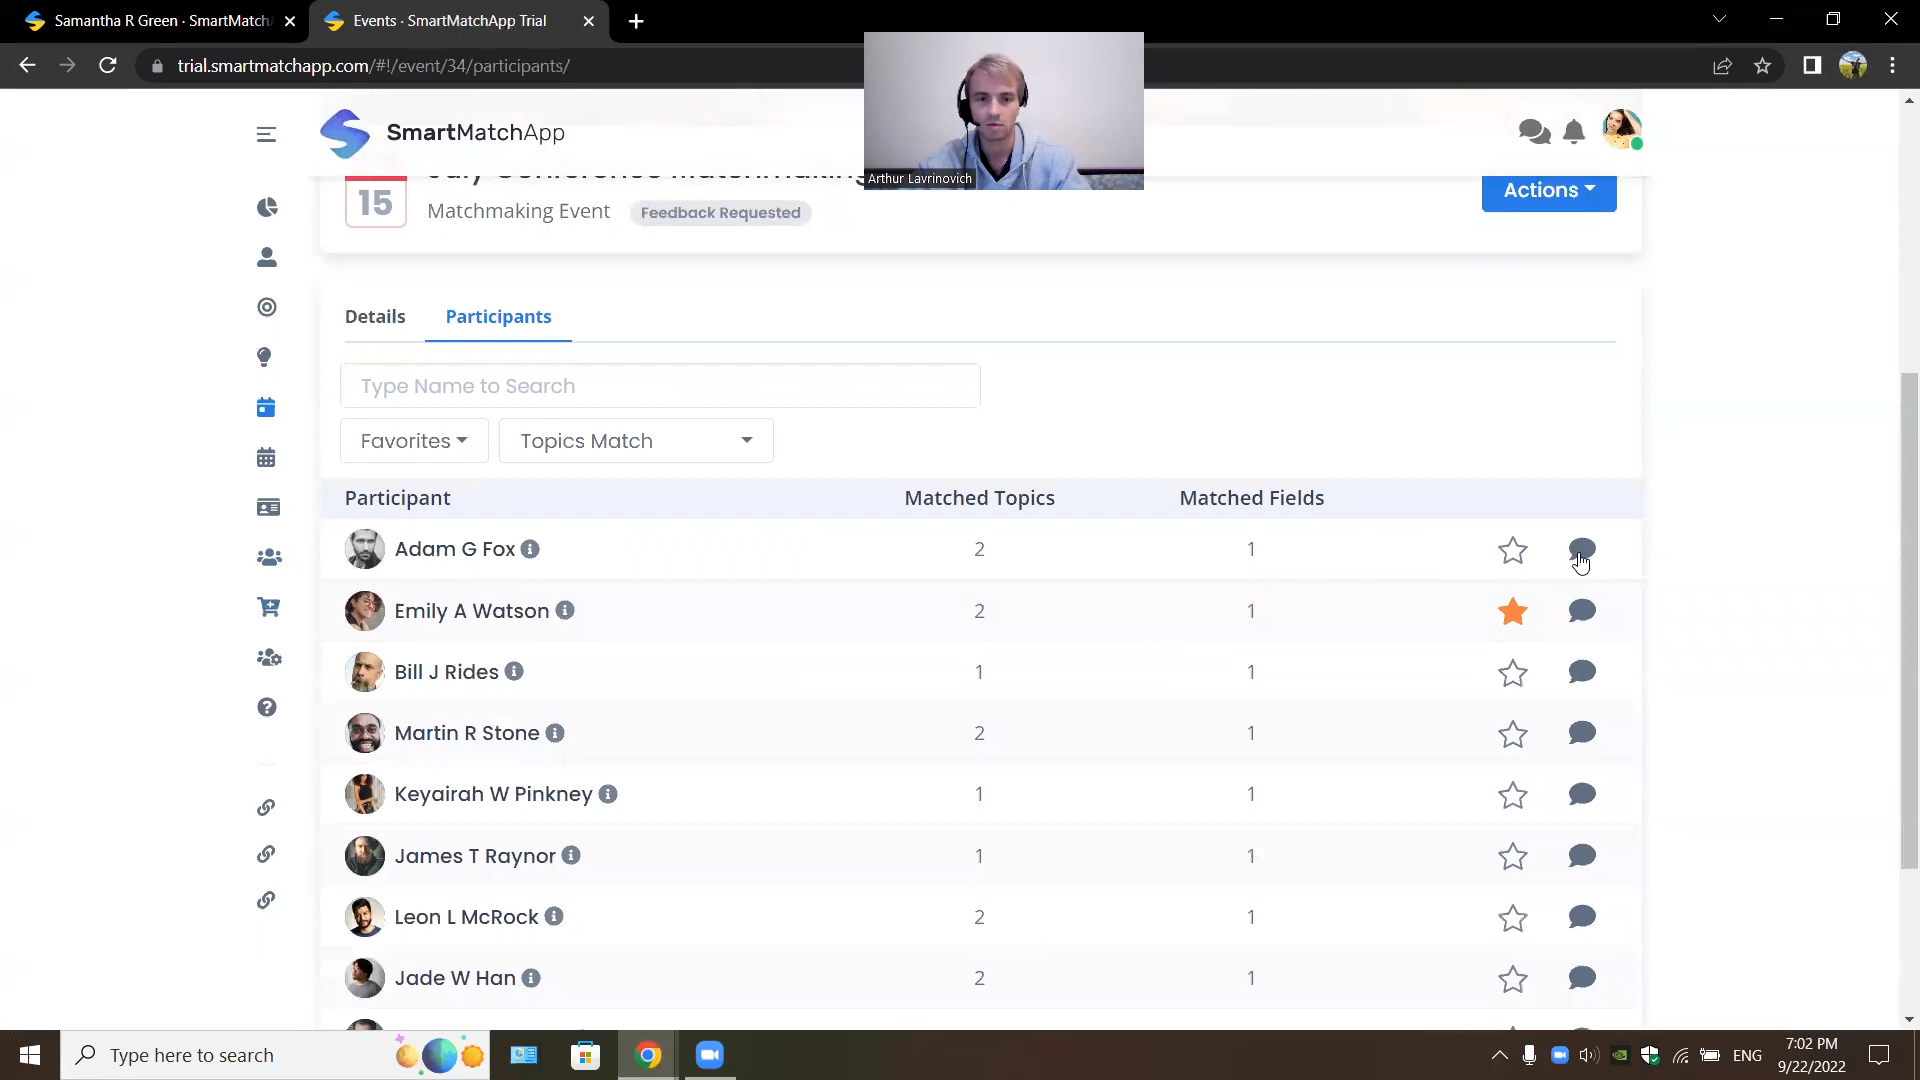 Samantha R Green · SmartMatch
Events · SmartMatchApp Trial
trial.smartmatchapp.com/#!/event/34/participants/
SmartMatchApp
Arthur Lavrinovich
July Conference Matchmaking
15
Matchmaking Event
Feedback Requested
Actions
Details
Participants
Type Name to Search
Favorites
Topics Match
Participant Matched Topics Matched Fields
Adam G Fox 2 1
Emily A Watson 2 1
Bill J Rides 1 1
Martin R Stone 2 1
Keyairah W Pinkney 1 1
James T Raynor 1 1
Leon L McRock 2 1
Jade W Han 2 1
Type here to search
ENG
7:02 PM
9/22/2022